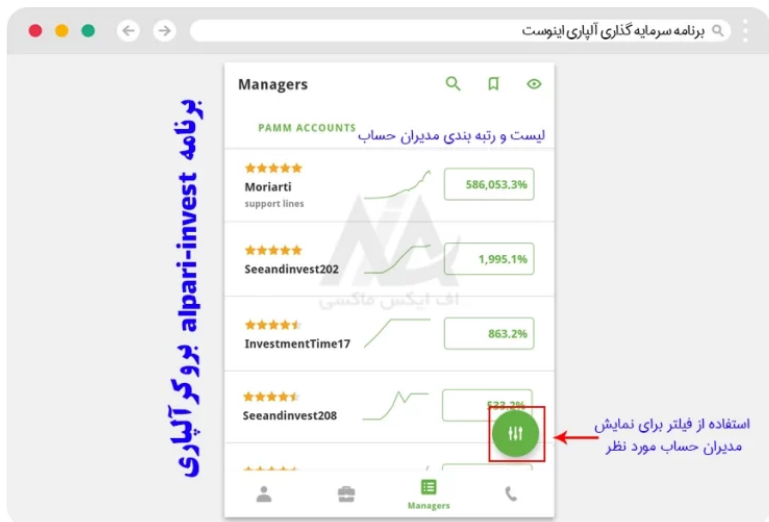 برنامه سرمایه گذاری آلپاری اینوست
برنامه alpari-invest بروکر آلپاری
Managers
PAMM ACCOUNTS
لیست و رتبه بندی مدیران حساب
Moriarti
support lines
586,053.3%
Seeandinvest202
1,995.1%
اف ایکس ماکسی
InvestmentTime17
863.2%
Seeandinvest208
533.2%
استفاده از فیلتر برای نمایش
مدیران حساب مورد نظر
Managers